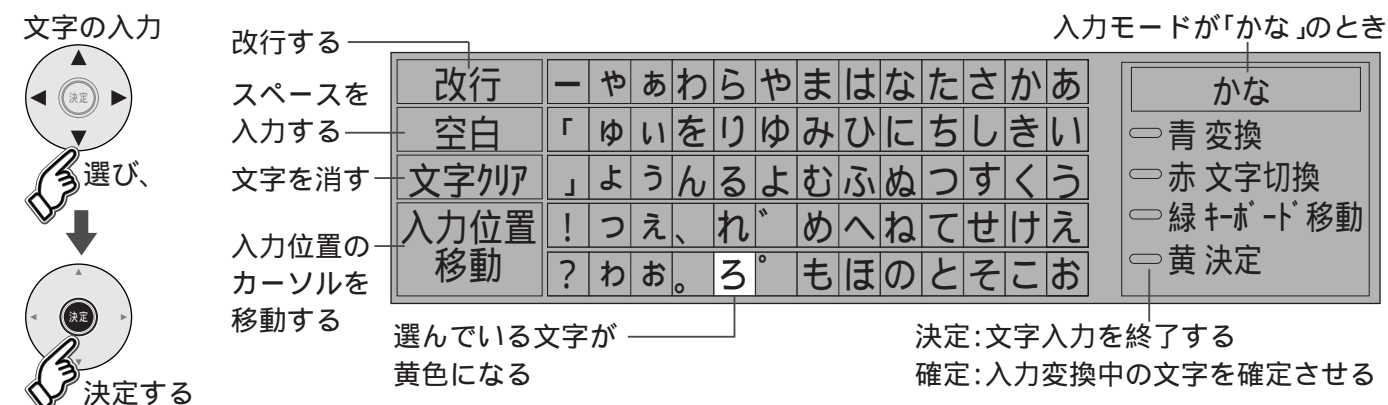 文字の入力
決定
選び、
決定
決定する
改行する
スペースを
入力する
文字を消す
入力位置の
カーソルを
移動する
入力モードが「かな」のとき
改行 ー ゃ ぁ わ ら や ま は な た さ か あ
空白 「 ゅ ぃ を り ゆ み ひ に ち し き い
文字ｸﾘｱ 」 ょ ぅ ん る よ む ふ ぬ つ す く う
入力位置 ! っ ぇ 、 れ ゛ め へ ね て せ け え
移動 ? ゎ ぉ 。 ろ ゜ も ほ の と そ こ お
かな
青 変換
赤 文字切換
緑 ｷｰﾎﾞｰﾄﾞ移動
黄 決定
選んでいる文字が
黄色になる
決定:文字入力を終了する
確定:入力変換中の文字を確定させる